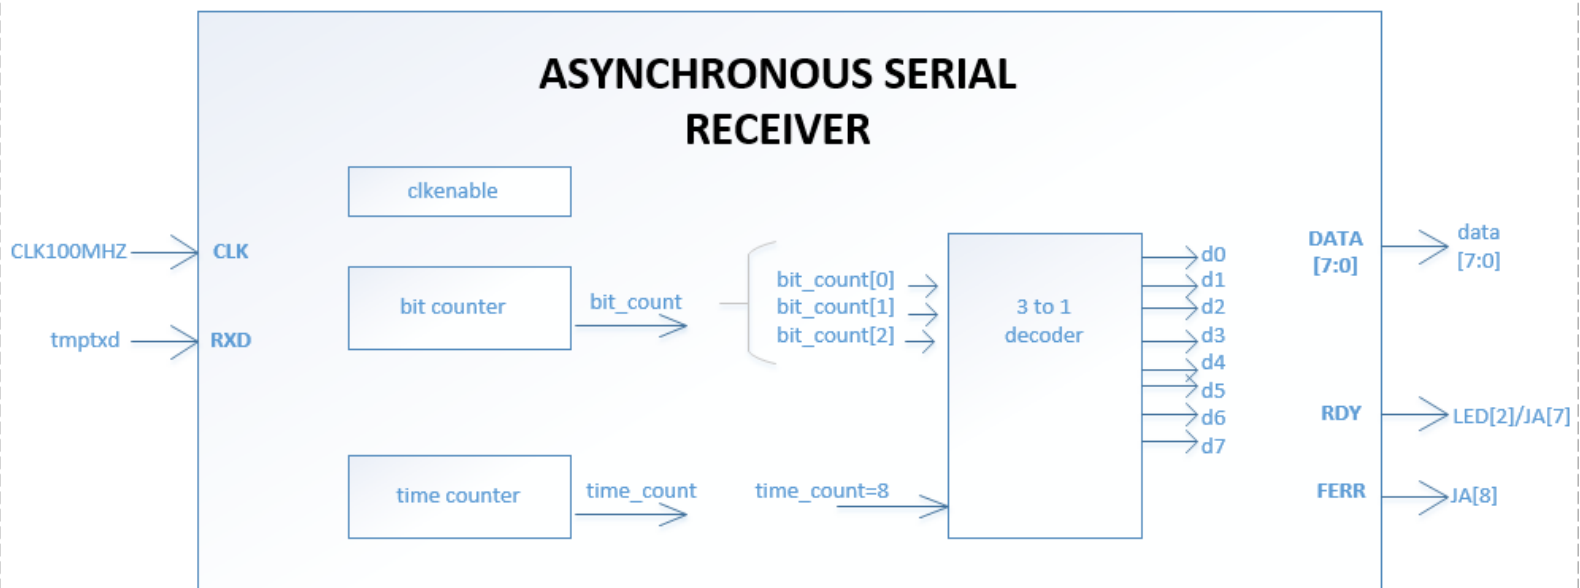 ASYNCHRONOUS SERIAL
RECEIVER
clkenable
CLK100MHZ
CLK
tmptxd
RXD
bit counter
bit_count
bit_count[0]
bit_count[1]
bit_count[2]
3 to 1
decoder
d0
d1
d2
d3
d4
d5
d6
d7
time counter
time_count
time_count=8
DATA
[7:0]
data
[7:0]
RDY
LED[2]/JA[7]
FERR
JA[8]